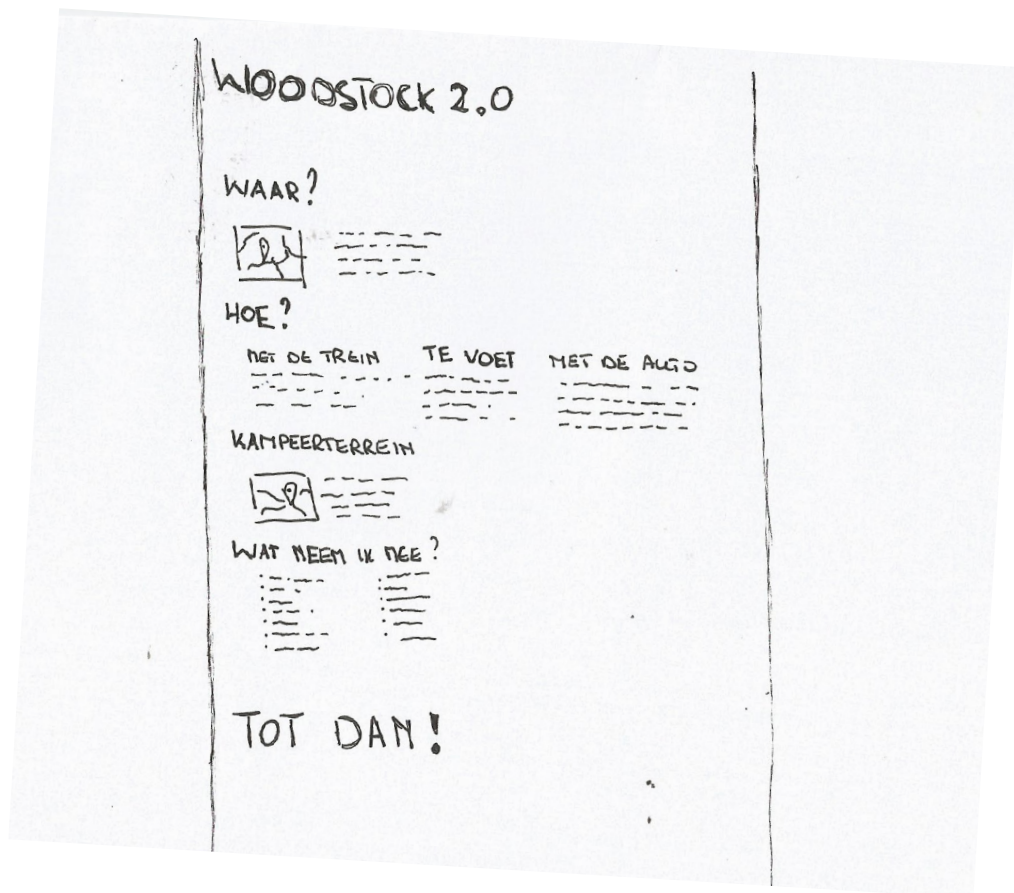 WOODSTOCK 2.0
WAAR?
HOE?
MET DE TREIN TE VOET MET DE AUTO
KAMPEERTERREIN
WAT NEEM IK MEE?
TOT DAN!